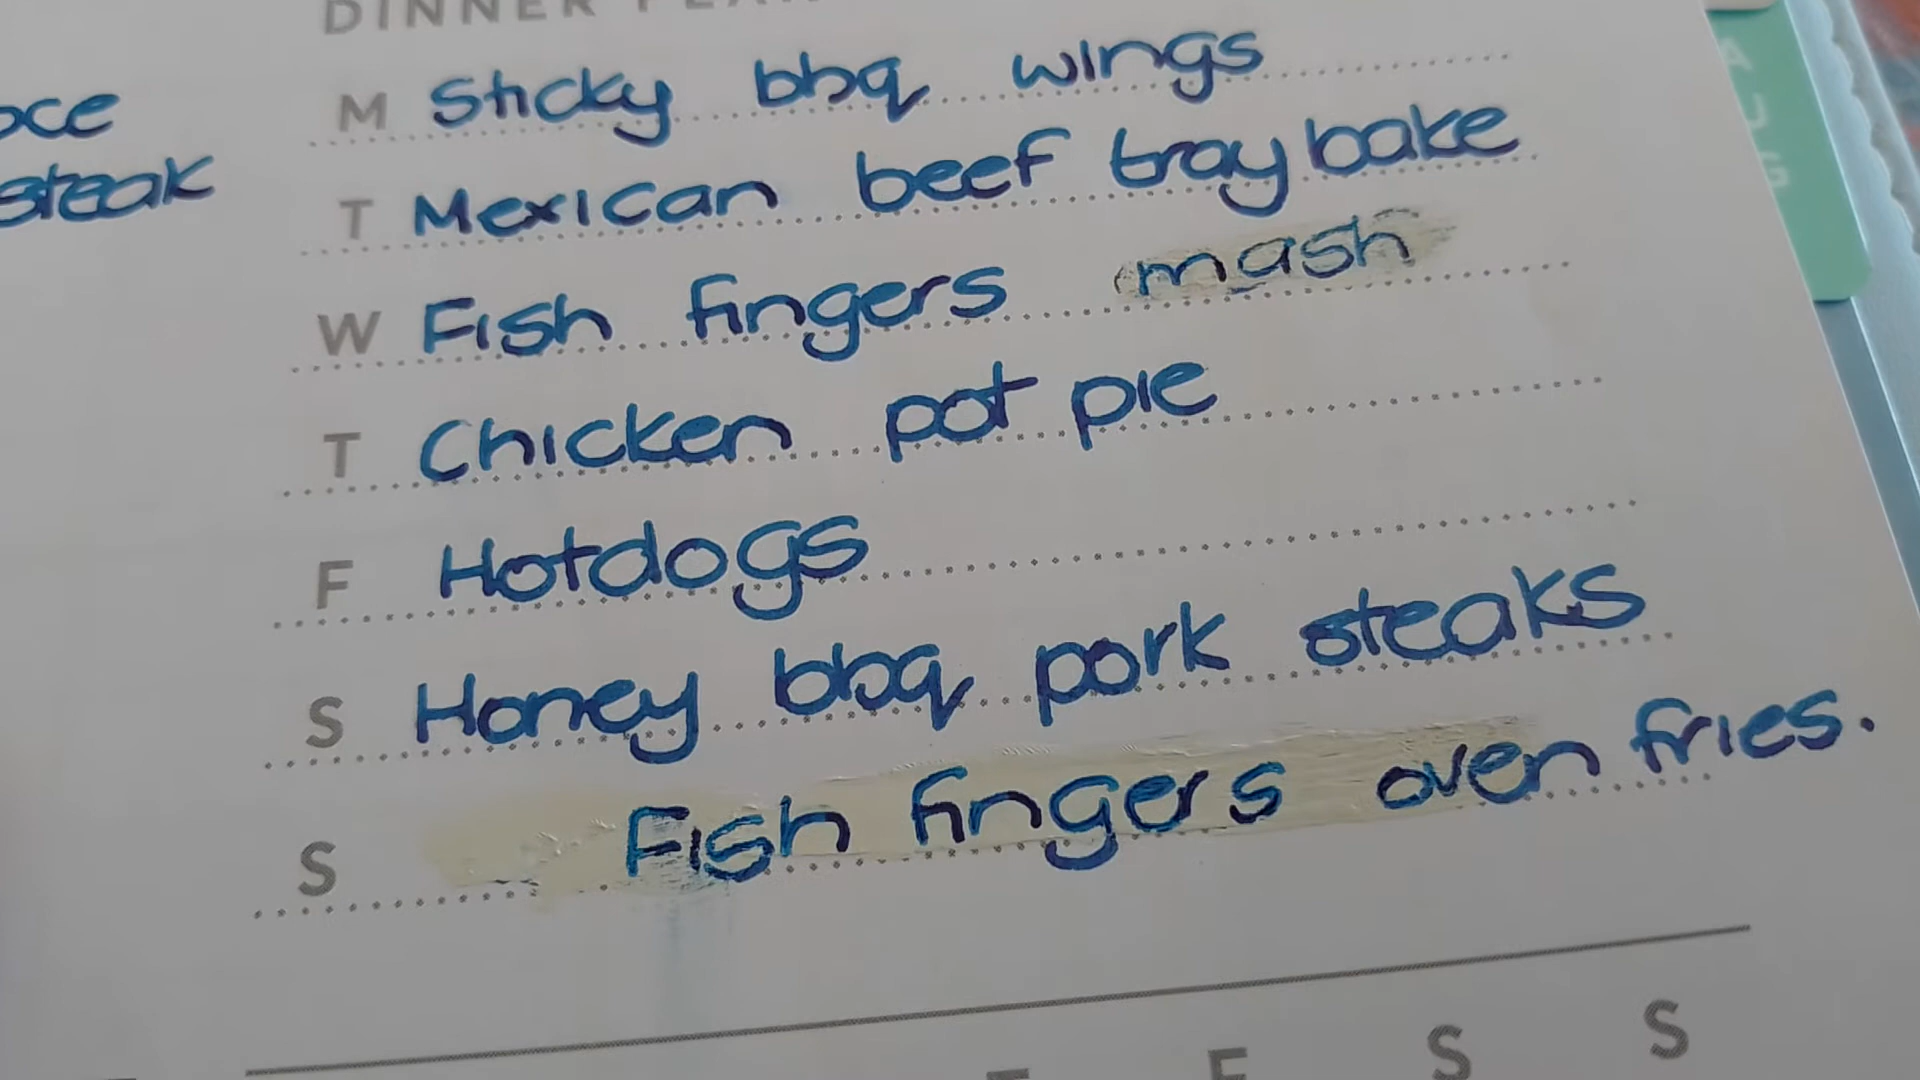 DINNER
steak
M Sticky bbq wings
T Mexican beef tray bake
W Fish fingers mash
T Chicken pot pie
F Hotdogs
S Honey bbq pork steaks
S Fish fingers oven fries.
F S S
AUG